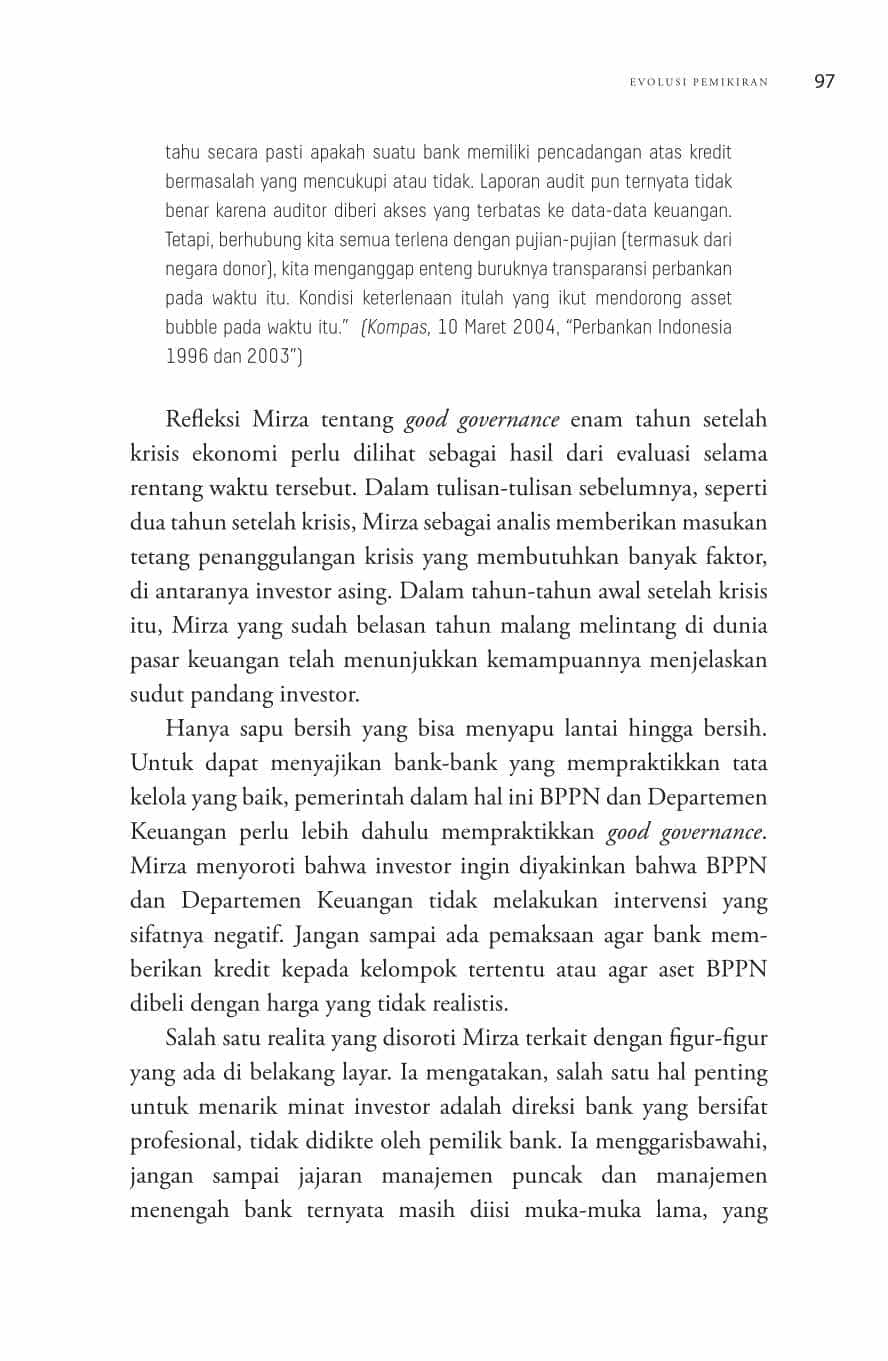 EVOLUSI PEMIKIRAN 97
tahu secara pasti apakah suatu bank memiliki pencadangan atas kredit
bermasalah yang mencukupi atau tidak. Laporan audit pun ternyata tidak
benar karena auditor diberi akses yang terbatas ke data-data keuangan.
Tetapi, berhubung kita semua terlena dengan pujian-pujian (termasuk dari
negara donor), kita menganggap enteng buruknya transparansi perbankan
pada waktu itu. Kondisi keterlenaan itulah yang ikut mendorong asset
bubble pada waktu itu.” (Kompas, 10 Maret 2004, “Perbankan Indonesia
1996 dan 2003”)
Refleksi Mirza tentang good governance enam tahun setelah
krisis ekonomi perlu dilihat sebagai hasil dari evaluasi selama
rentang waktu tersebut. Dalam tulisan-tulisan sebelumnya, seperti
dua tahun setelah krisis, Mirza sebagai analis memberikan masukan
tetang penanggulangan krisis yang membutuhkan banyak faktor,
di antaranya investor asing. Dalam tahun-tahun awal setelah krisis
itu, Mirza yang sudah belasan tahun malang melintang di dunia
pasar keuangan telah menunjukkan kemampuannya menjelaskan
sudut pandang investor.
Hanya sapu bersih yang bisa menyapu lantai hingga bersih.
Untuk dapat menyajikan bank-bank yang mempraktikkan tata
kelola yang baik, pemerintah dalam hal ini BPPN dan Departemen
Keuangan perlu lebih dahulu mempraktikkan good governance.
Mirza menyoroti bahwa investor ingin diyakinkan bahwa BPPN
dan Departemen Keuangan tidak melakukan intervensi yang
sifatnya negatif. Jangan sampai ada pemaksaan agar bank mem-
berikan kredit kepada kelompok tertentu atau agar aset BPPN
dibeli dengan harga yang tidak realistis.
Salah satu realita yang disoroti Mirza terkait dengan figur-figur
yang ada di belakang layar. Ia mengatakan, salah satu hal penting
untuk menarik minat investor adalah direksi bank yang bersifat
profesional, tidak didikte oleh pemilik bank. Ia menggarisbawahi,
jangan sampai jajaran manajemen puncak dan manajemen
menengah bank ternyata masih diisi muka-muka lama, yang